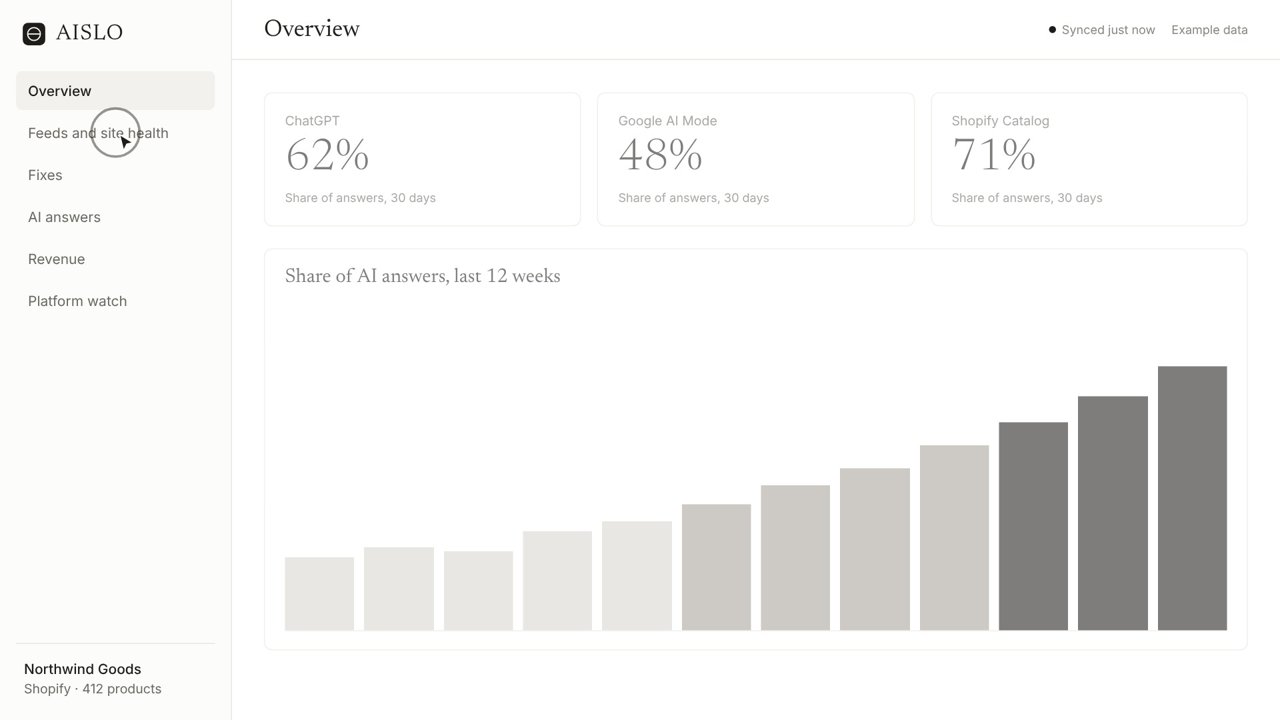 AISLO
Overview
Feeds and site health
Fixes
AI answers
Revenue
Platform watch
Northwind Goods
Shopify · 412 products
Overview
Synced just now
Example data
ChatGPT
62%
Share of answers, 30 days
Google AI Mode
48%
Share of answers, 30 days
Shopify Catalog
71%
Share of answers, 30 days
Share of AI answers, last 12 weeks